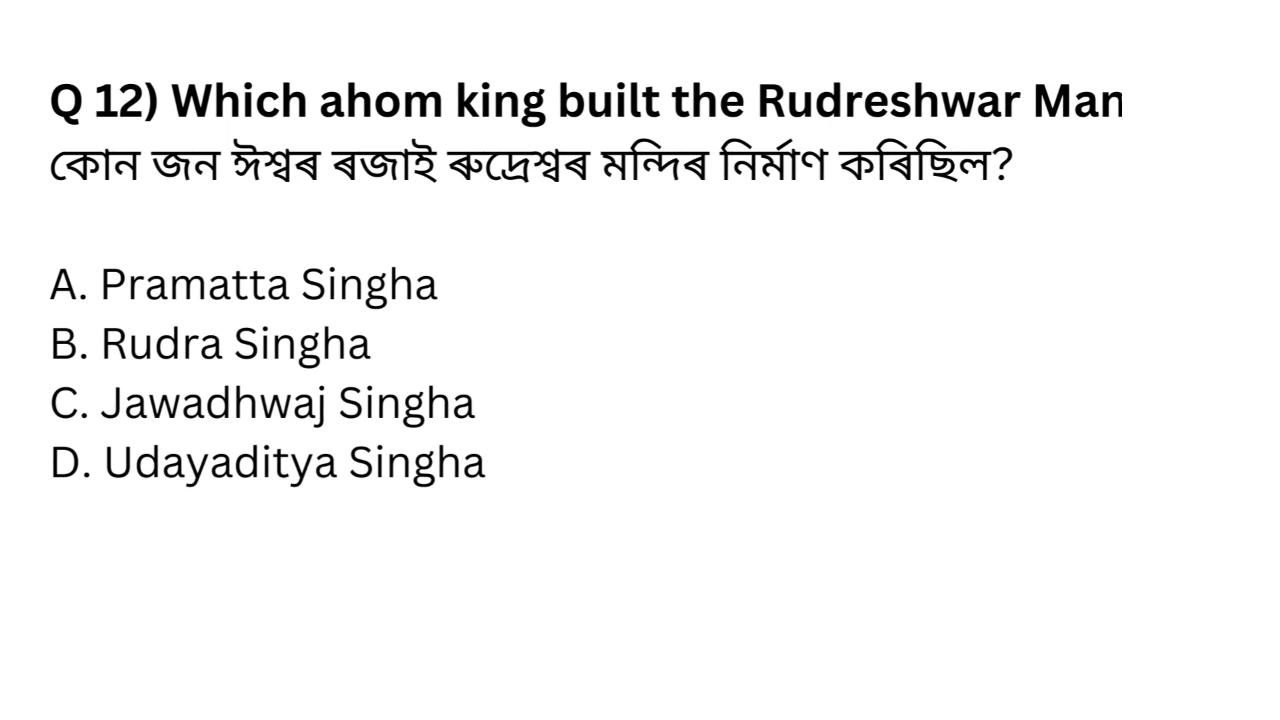 Q 12) Which ahom king built the Rudreshwar Man
কোন জন ঈশ্বৰ ৰজাই ৰুদ্ৰেশ্বৰ মন্দিৰ নিৰ্মাণ কৰিছিল?
A. Pramatta Singha
B. Rudra Singha
C. Jawadhwaj Singha
D. Udayaditya Singha